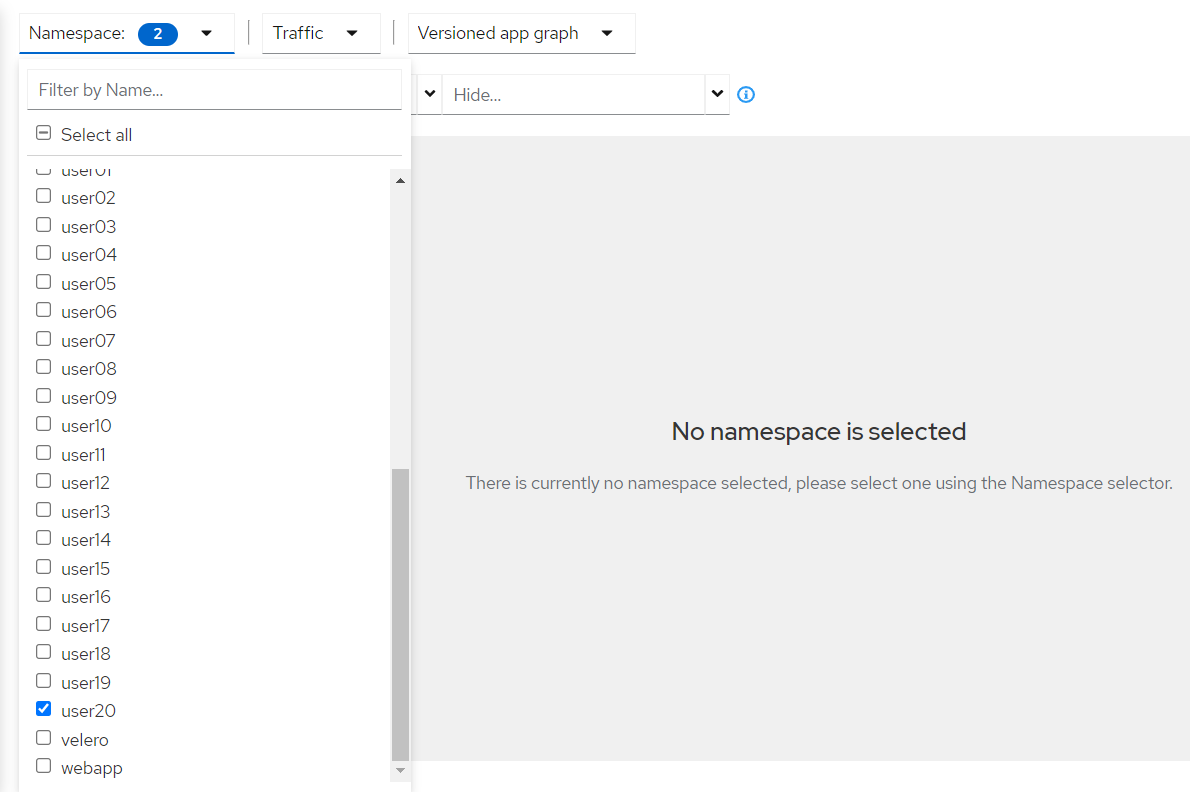 Namespace: 2
Traffic
Versioned app graph
Filter by Name...
Hide...
Select all
user01
user02
user03
user04
user05
user06
user07
user08
user09
user10
user11
user12
user13
user14
user15
user16
user17
user18
user19
user20
velero
webapp
No namespace is selected
There is currently no namespace selected, please select one using the Namespace selector.